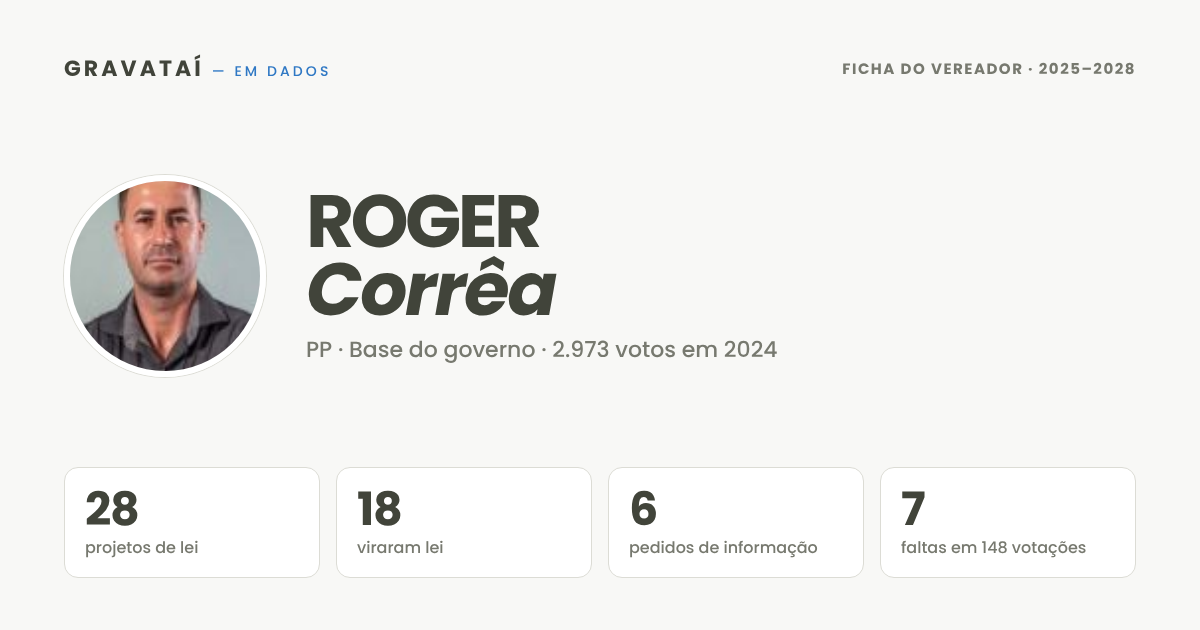 GRAVATAÍ — EM DADOS
FICHA DO VEREADOR · 2025–2028
ROGER
Corrêa
PP · Base do governo · 2.973 votos em 2024
28
projetos de lei
18
viraram lei
6
pedidos de informação
7
faltas em 148 votações